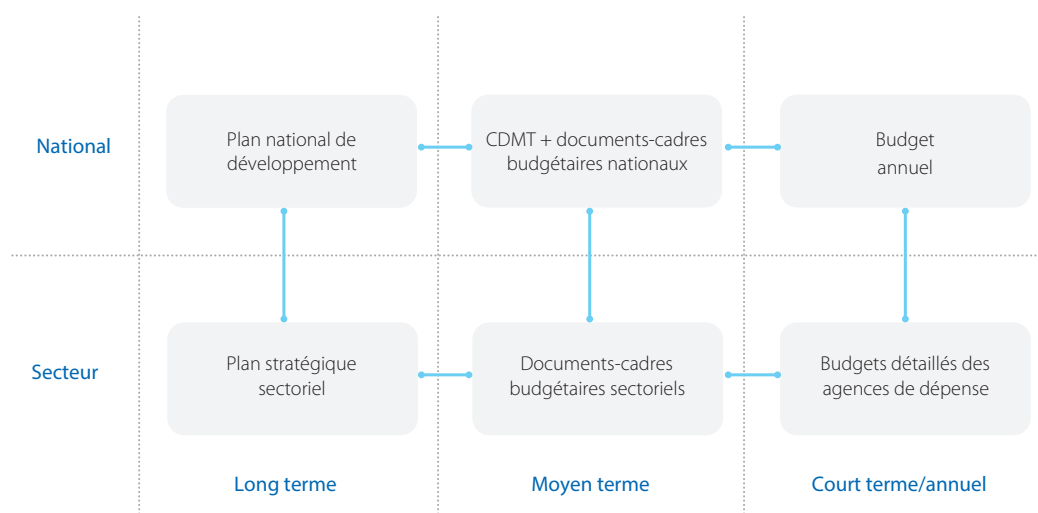 National
Plan national de
développement
CDMT + documents-cadres
budgétaires nationaux
Budget
annuel
Secteur
Plan stratégique
sectoriel
Documents-cadres
budgétaires sectoriels
Budgets détaillés des
agences de dépense
Long terme
Moyen terme
Court terme/annuel